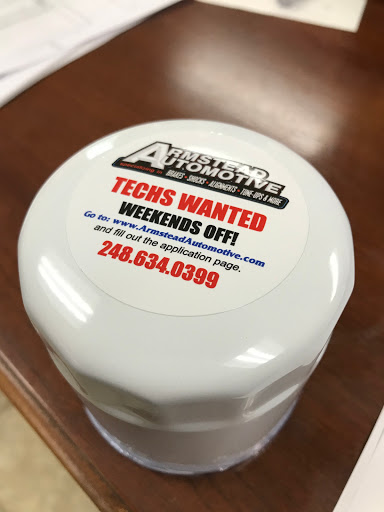 ARMSTEAD
AUTOMOTIVE
BRAKES • SHOCKS • ALIGNMENTS • TUNE-UPS & MORE
TECHS WANTED
WEEKENDS OFF!
Go to: www.ArmsteadAutomotive.com
and fill out the application page.
248.634.0399